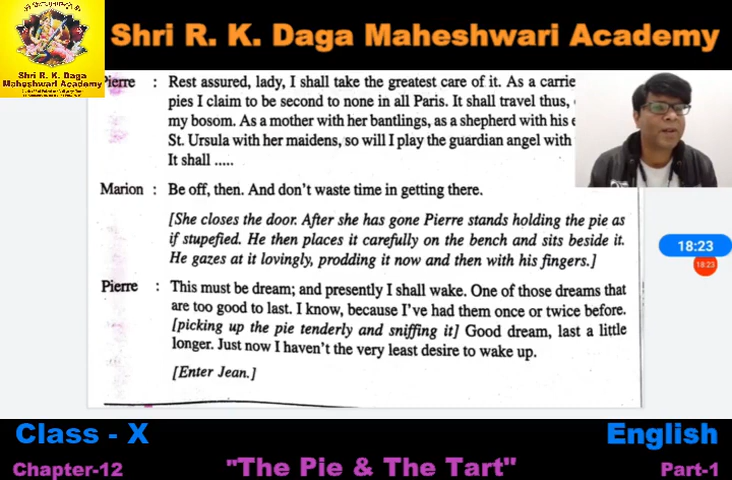 Shri R. K. Daga Maheshwari Academy
Shri R. K. Daga
Maheshwari Academy
Pierre : Rest assured, lady, I shall take the greatest care of it. As a carrie
pies I claim to be second to none in all Paris. It shall travel thus,
my bosom. As a mother with her bantlings, as a shepherd with his
St. Ursula with her maidens, so will I play the guardian angel with
It shall .....
Marion : Be off, then. And don't waste time in getting there.
[She closes the door. After she has gone Pierre stands holding the pie as
if stupefied. He then places it carefully on the bench and sits beside it.
He gazes at it lovingly, prodding it now and then with his fingers.]
Pierre : This must be dream; and presently I shall wake. One of those dreams that
are too good to last. I know, because I've had them once or twice before.
[picking up the pie tenderly and sniffing it] Good dream, last a little
longer. Just now I haven't the very least desire to wake up.
[Enter Jean.]
18:23
18:23
Class - X
English
Chapter-12
"The Pie & The Tart"
Part-1